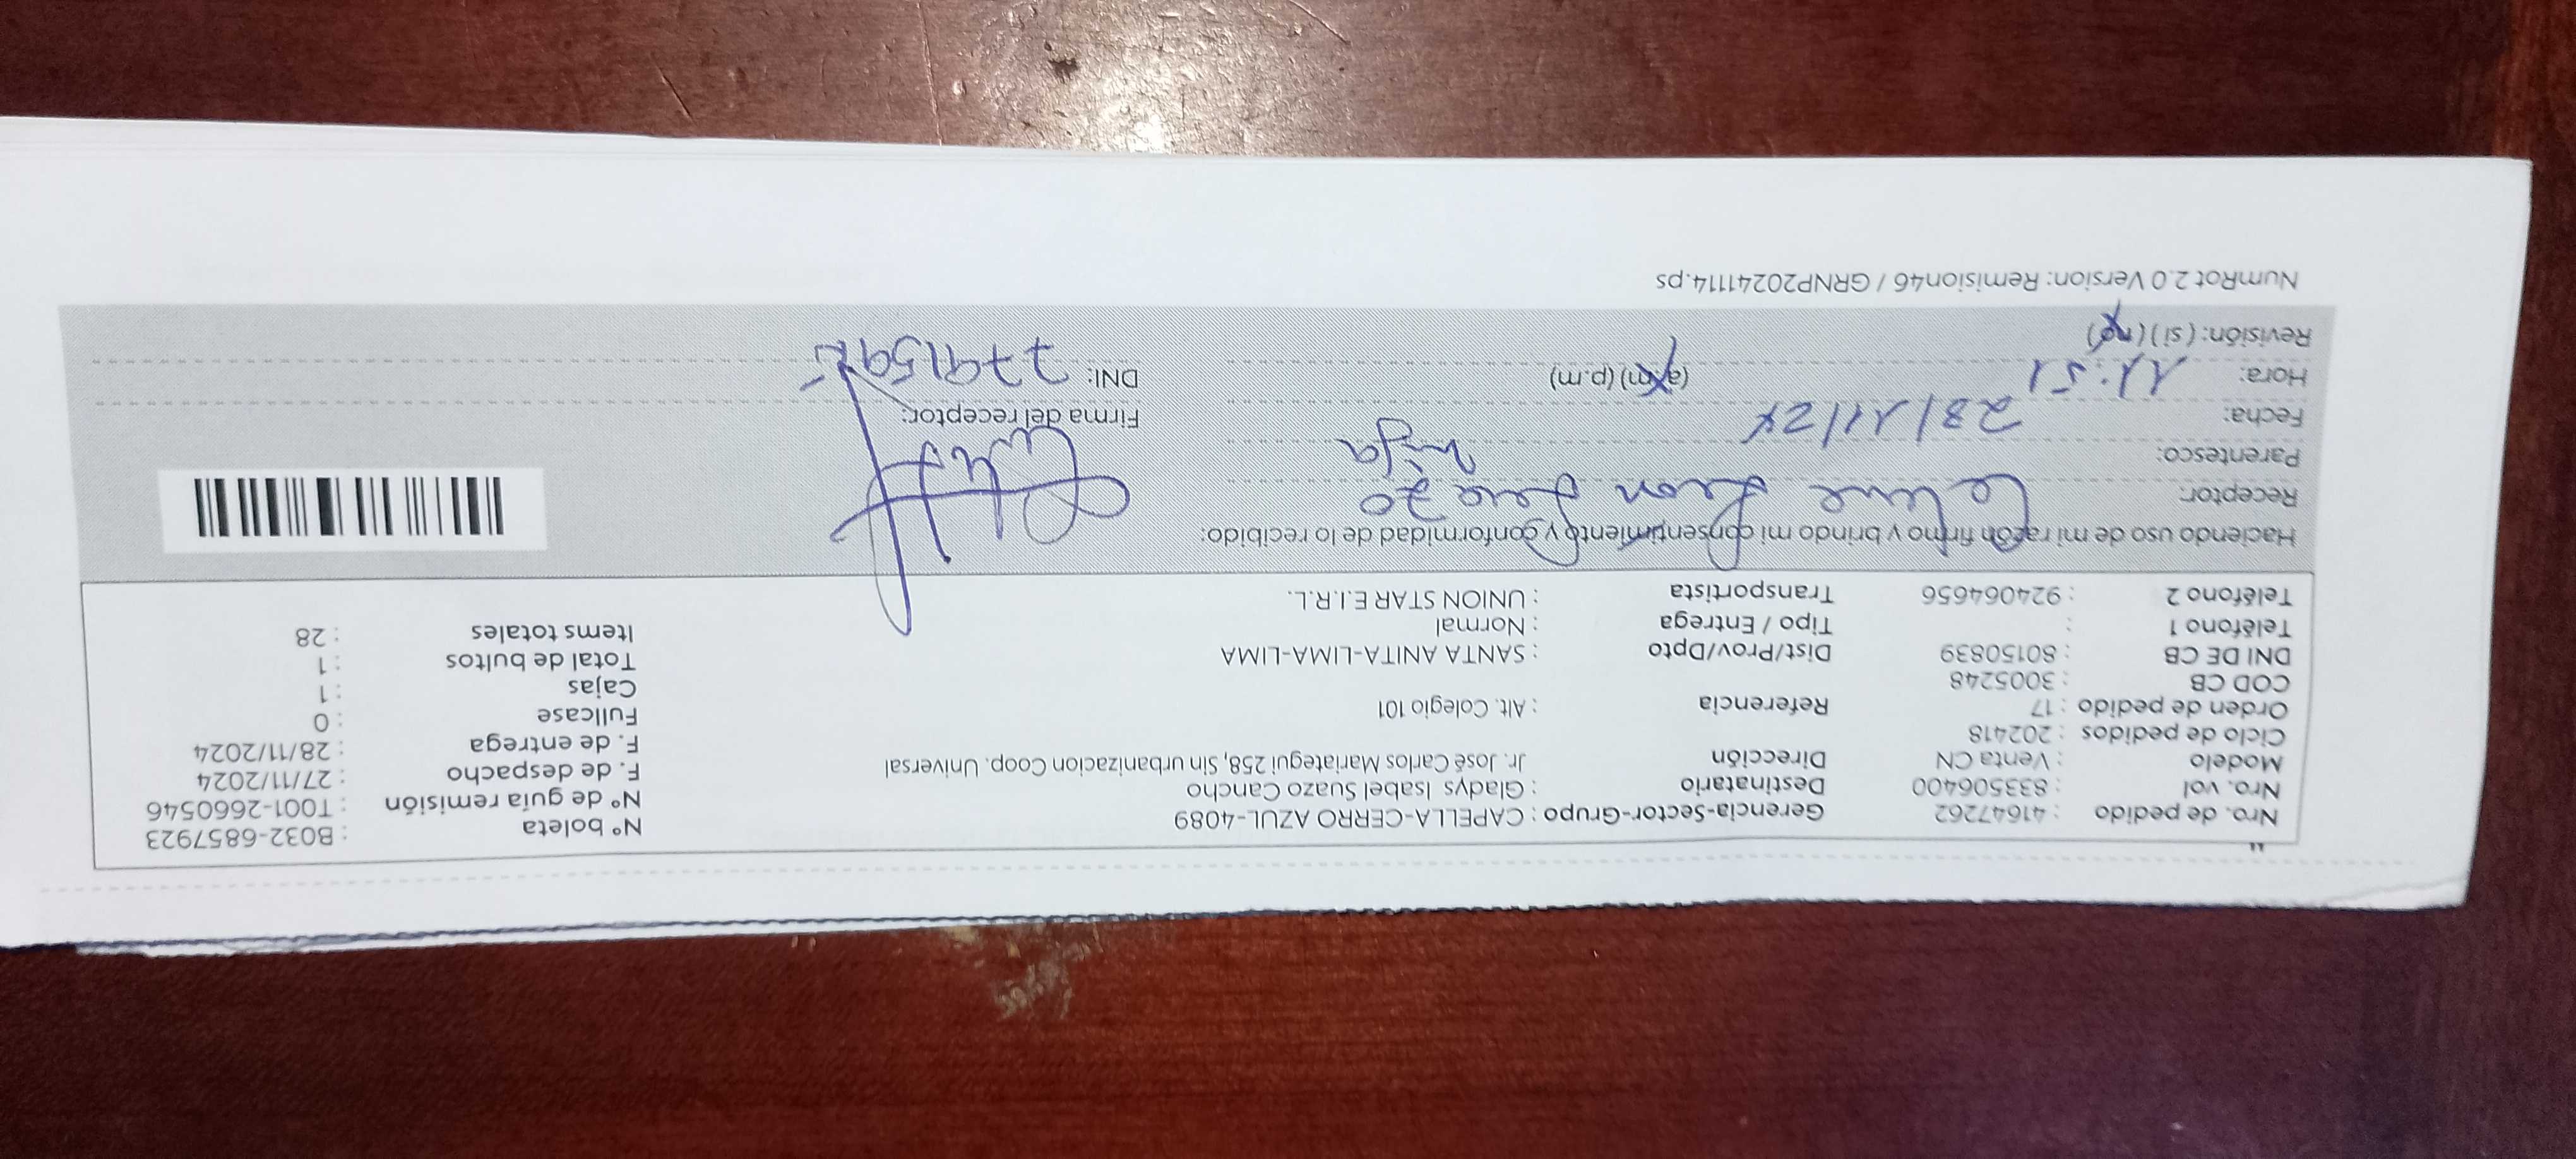 Nro. de pedido : 41647262 Gerencia-Sector-Grupo : CAPELLA-CERRO AZUL-4089 N° boleta : B032-6857923
Nro. vol : 833506400 Destinatario : Gladys Isabel Suazo Cancho N° de guía remisión : T001-2660546
Modelo : Venta CN Dirección Jr. José Carlos Mariategui 258, Sin urbanizacion Coop. Universal F. de despacho : 27/11/2024
Ciclo de pedidos : 202418 F. de entrega : 28/11/2024
Orden de pedido : 17 Referencia : Alt. Colegio 101 Fullcase : 0
COD CB : 3005248 Cajas : 1
DNI DE CB : 80150839 Dist/Prov/Dpto : SANTA ANITA-LIMA-LIMA Total de bultos : 1
Teléfono 1 : Tipo / Entrega : Normal Items totales : 28
Teléfono 2 : 924064656 Transportista : UNION STAR E.I.R.L.
Haciendo uso de mi razón firmo y brindo mi consentimiento y conformidad de lo recibido:
Receptor: Leon
Parentesco: hija
Fecha: 28/11/24 Firma del receptor:
Hora: 11:51 (a.m) (p.m) DNI:
Revisión: (si) (no)
NumRot 2.0 Version: Remision46 / GRNP20241114.ps